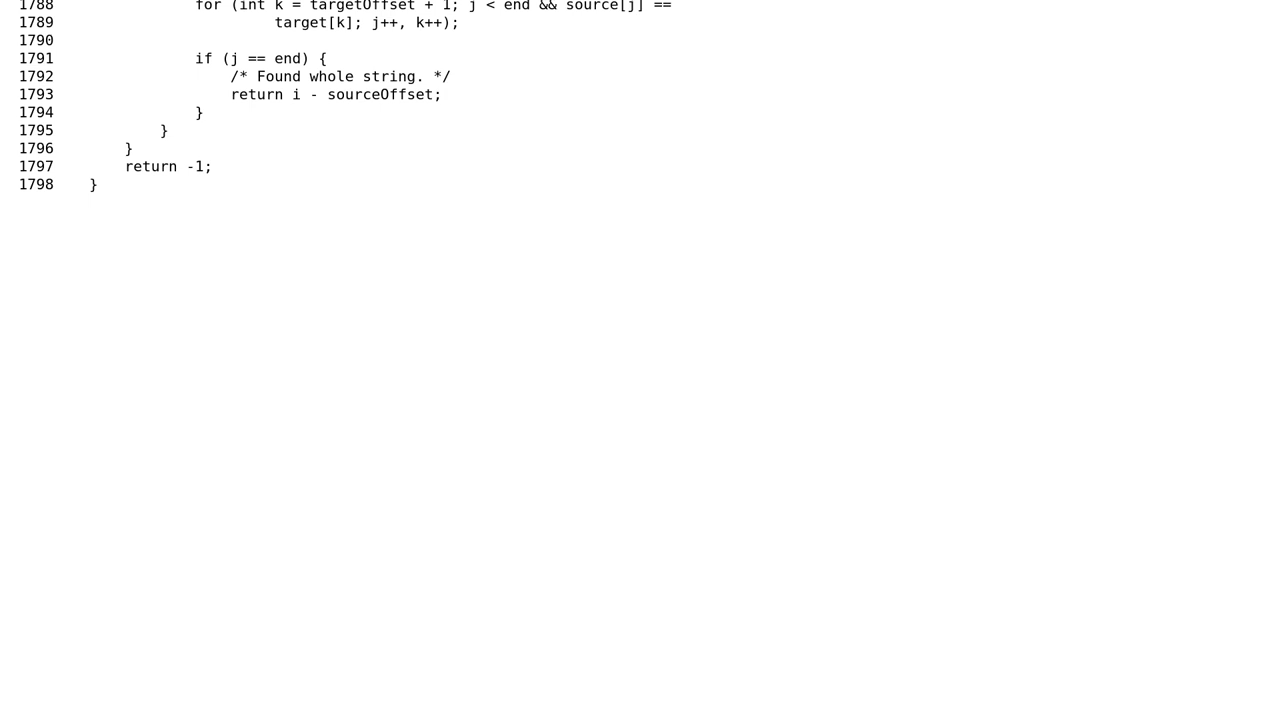 1788                for (int k = targetOffset + 1; j < end && source[j] ==
1789                         target[k]; j++, k++);
1790
1791                if (j == end) {
1792                    /* Found whole string. */
1793                    return i - sourceOffset;
1794                }
1795            }
1796        }
1797        return -1;
1798    }